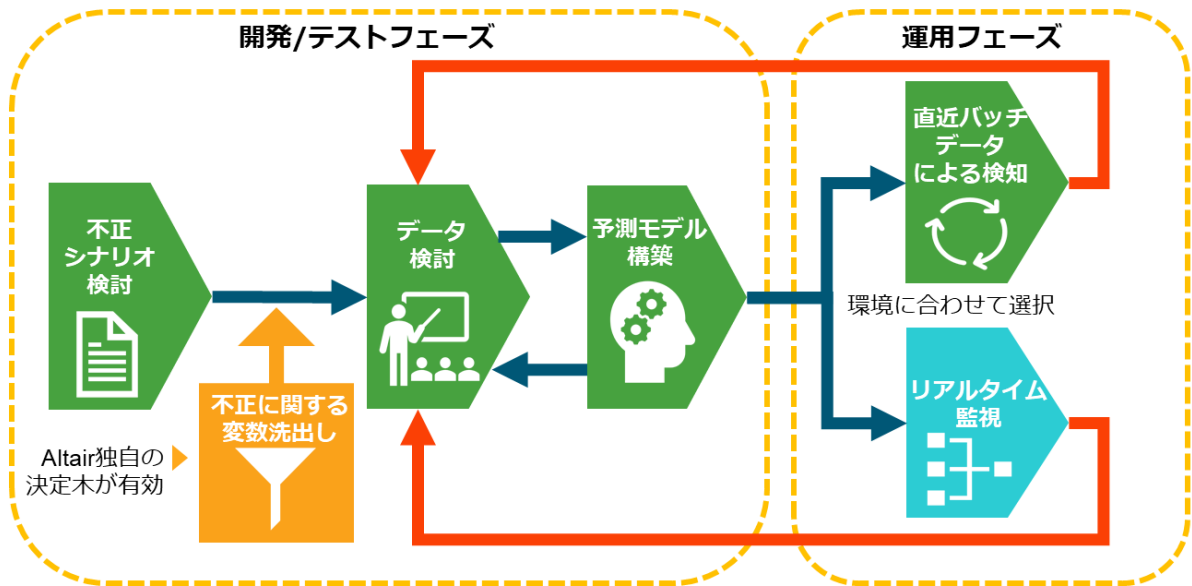 開発/テストフェーズ
運用フェーズ
不正
シナリオ
検討
不正に関する
変数洗出し
Altair独自の
決定木が有効
データ
検討
予測モデル
構築
直近バッチ
データ
による検知
環境に合わせて選択
リアルタイム
監視